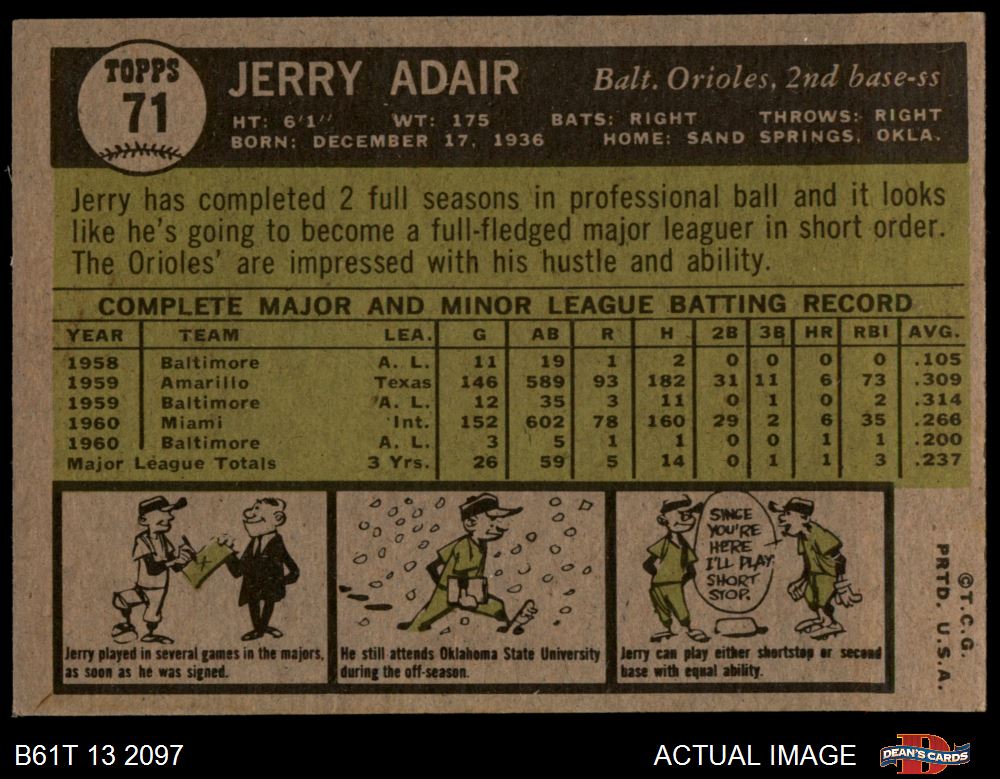 TOPPS
71
JERRY ADAIR
Balt. Orioles, 2nd base-ss
HT: 6'1" WT: 175 BATS: RIGHT THROWS: RIGHT
BORN: DECEMBER 17, 1936 HOME: SAND SPRINGS, OKLA.
Jerry has completed 2 full seasons in professional ball and it looks
like he's going to become a full-fledged major leaguer in short order.
The Orioles' are impressed with his hustle and ability.
COMPLETE MAJOR AND MINOR LEAGUE BATTING RECORD
YEAR TEAM LEA. G AB R H 2B 3B HR RBI AVG.
1958 Baltimore A. L. 11 19 1 2 0 0 0 0 .105
1959 Amarillo Texas 146 589 93 182 31 11 6 73 .309
1959 Baltimore A. L. 12 35 3 11 0 1 0 2 .314
1960 Miami Int. 152 602 78 160 29 2 6 35 .266
1960 Baltimore A. L. 3 5 1 1 0 0 1 1 .200
Major League Totals 3 Yrs. 26 59 5 14 0 1 1 3 .237
X
SINCE
YOU'RE
HERE
I'LL PLAY
SHORT
STOP.
Jerry played in several games in the majors,
as soon as he was signed.
He still attends Oklahoma State University
during the off-season.
Jerry can play either shortstop or second
base with equal ability.
©T.C.G.
PRTD. U.S.A.
B61T 13 2097
ACTUAL IMAGE
D
DEAN'S CARDS